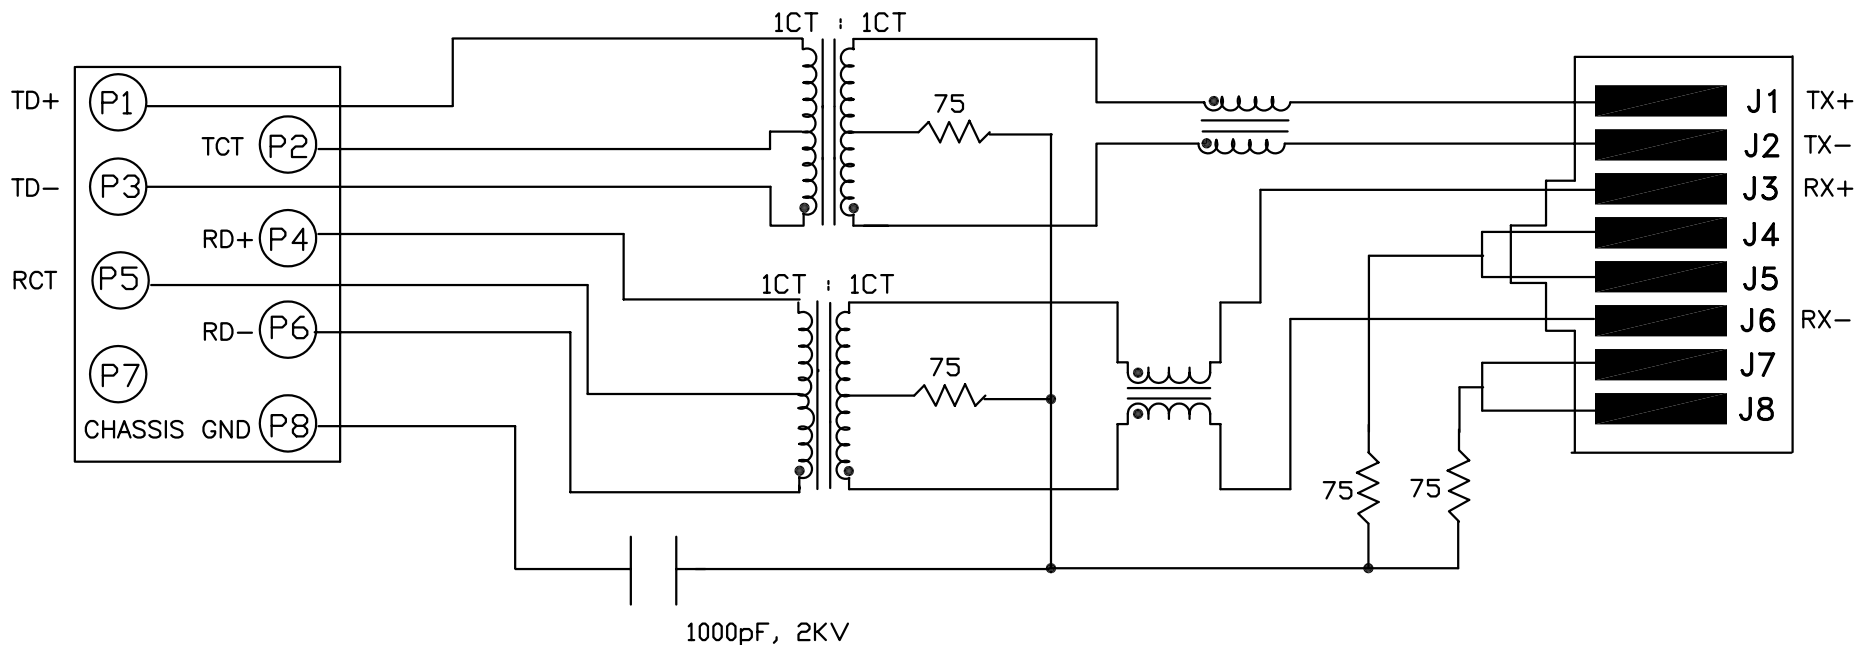 1CT : 1CT
TD+ P1
TCT P2
TD- P3
RD+ P4
RCT P5
RD- P6
P7
CHASSIS GND P8
75
1CT : 1CT
75
J1 TX+
J2 TX-
J3 RX+
J4
J5
J6 RX-
J7
J8
75
75
1000pF, 2KV